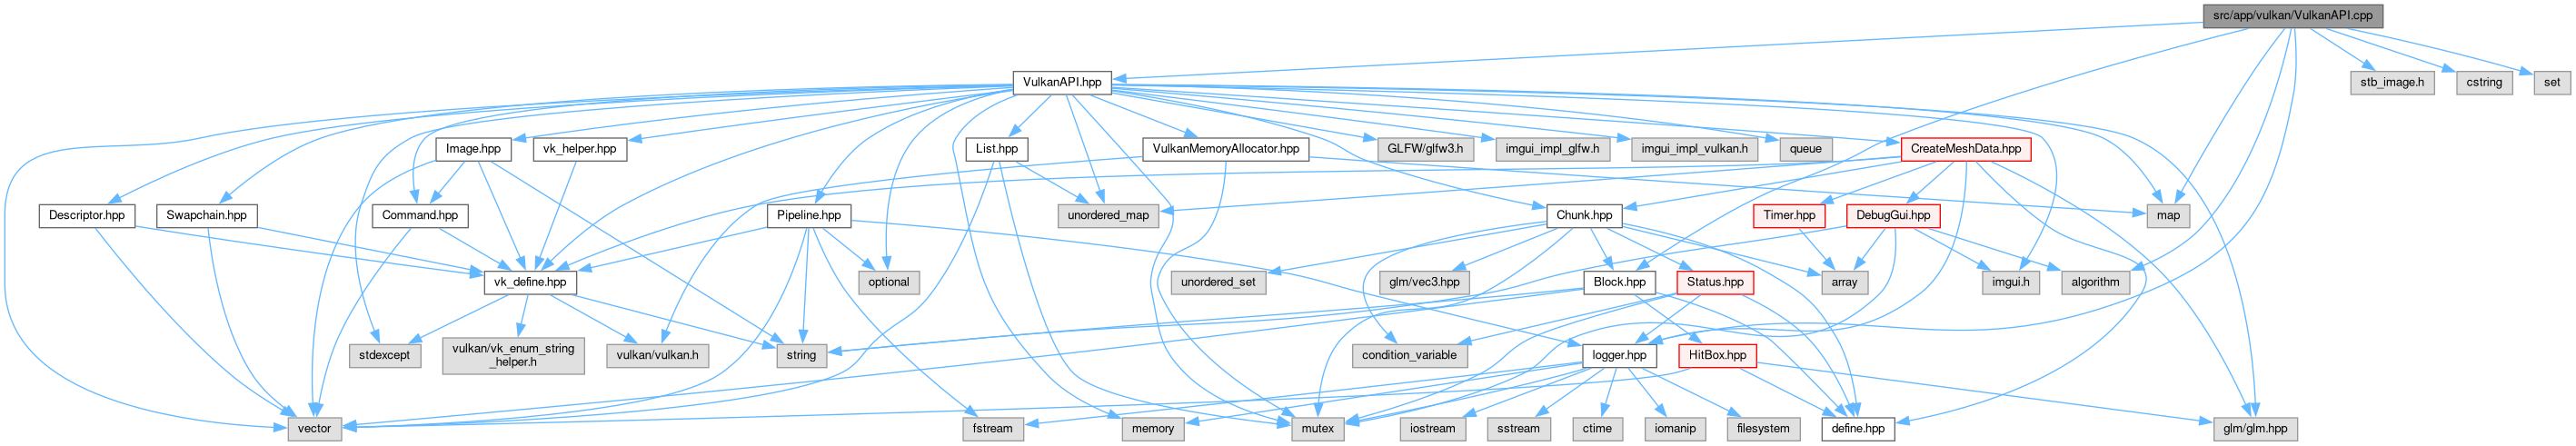 src/app/vulkan/VulkanAPI.cpp
VulkanAPI.hpp
stb_image.h
cstring
set
Image.hpp
vk_helper.hpp
List.hpp
VulkanMemoryAllocator.hpp
GLFW/glfw3.h
imgui_impl_glfw.h
imgui_impl_vulkan.h
queue
CreateMeshData.hpp
Descriptor.hpp
Swapchain.hpp
Command.hpp
Pipeline.hpp
unordered_map
Chunk.hpp
Timer.hpp
DebugGui.hpp
map
vk_define.hpp
optional
unordered_set
glm/vec3.hpp
Block.hpp
Status.hpp
array
imgui.h
algorithm
stdexcept
vulkan/vk_enum_string
_helper.h
vulkan/vulkan.h
string
condition_variable
logger.hpp
HitBox.hpp
vector
fstream
memory
mutex
iostream
sstream
ctime
iomanip
filesystem
define.hpp
glm/glm.hpp